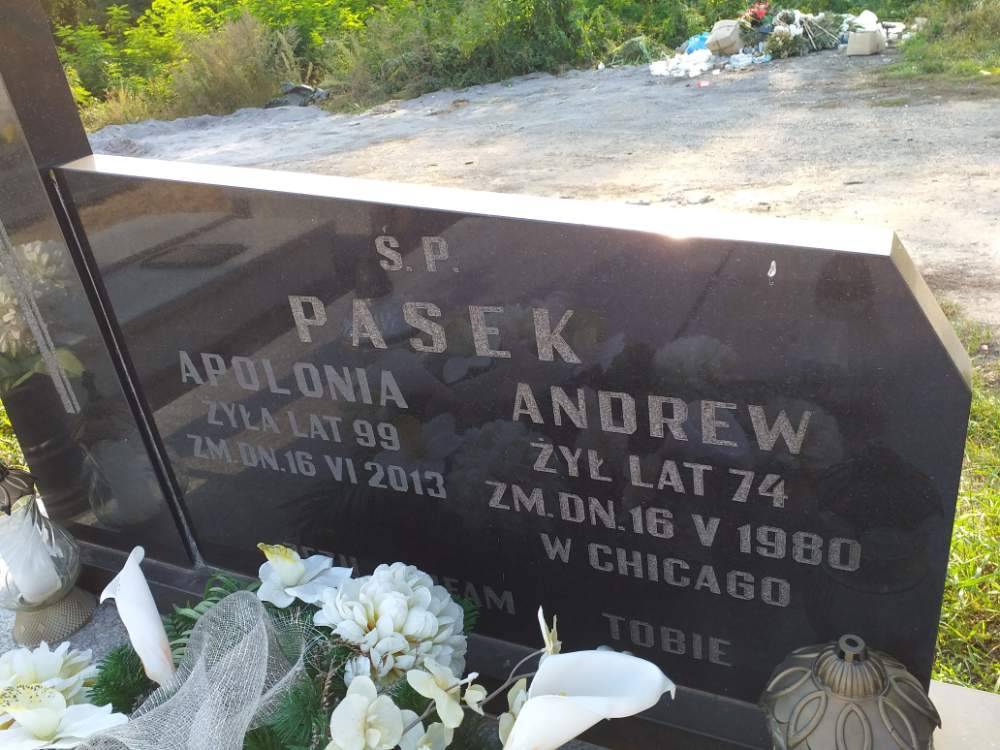 Ś. P.
PASEK
APOLONIA
ŻYŁA LAT 99
ZM. DN. 16 VI 2013
ANDREW
ŻYŁ LAT 74
ZM. DN. 16 V 1980
W CHICAGO
TOBIE